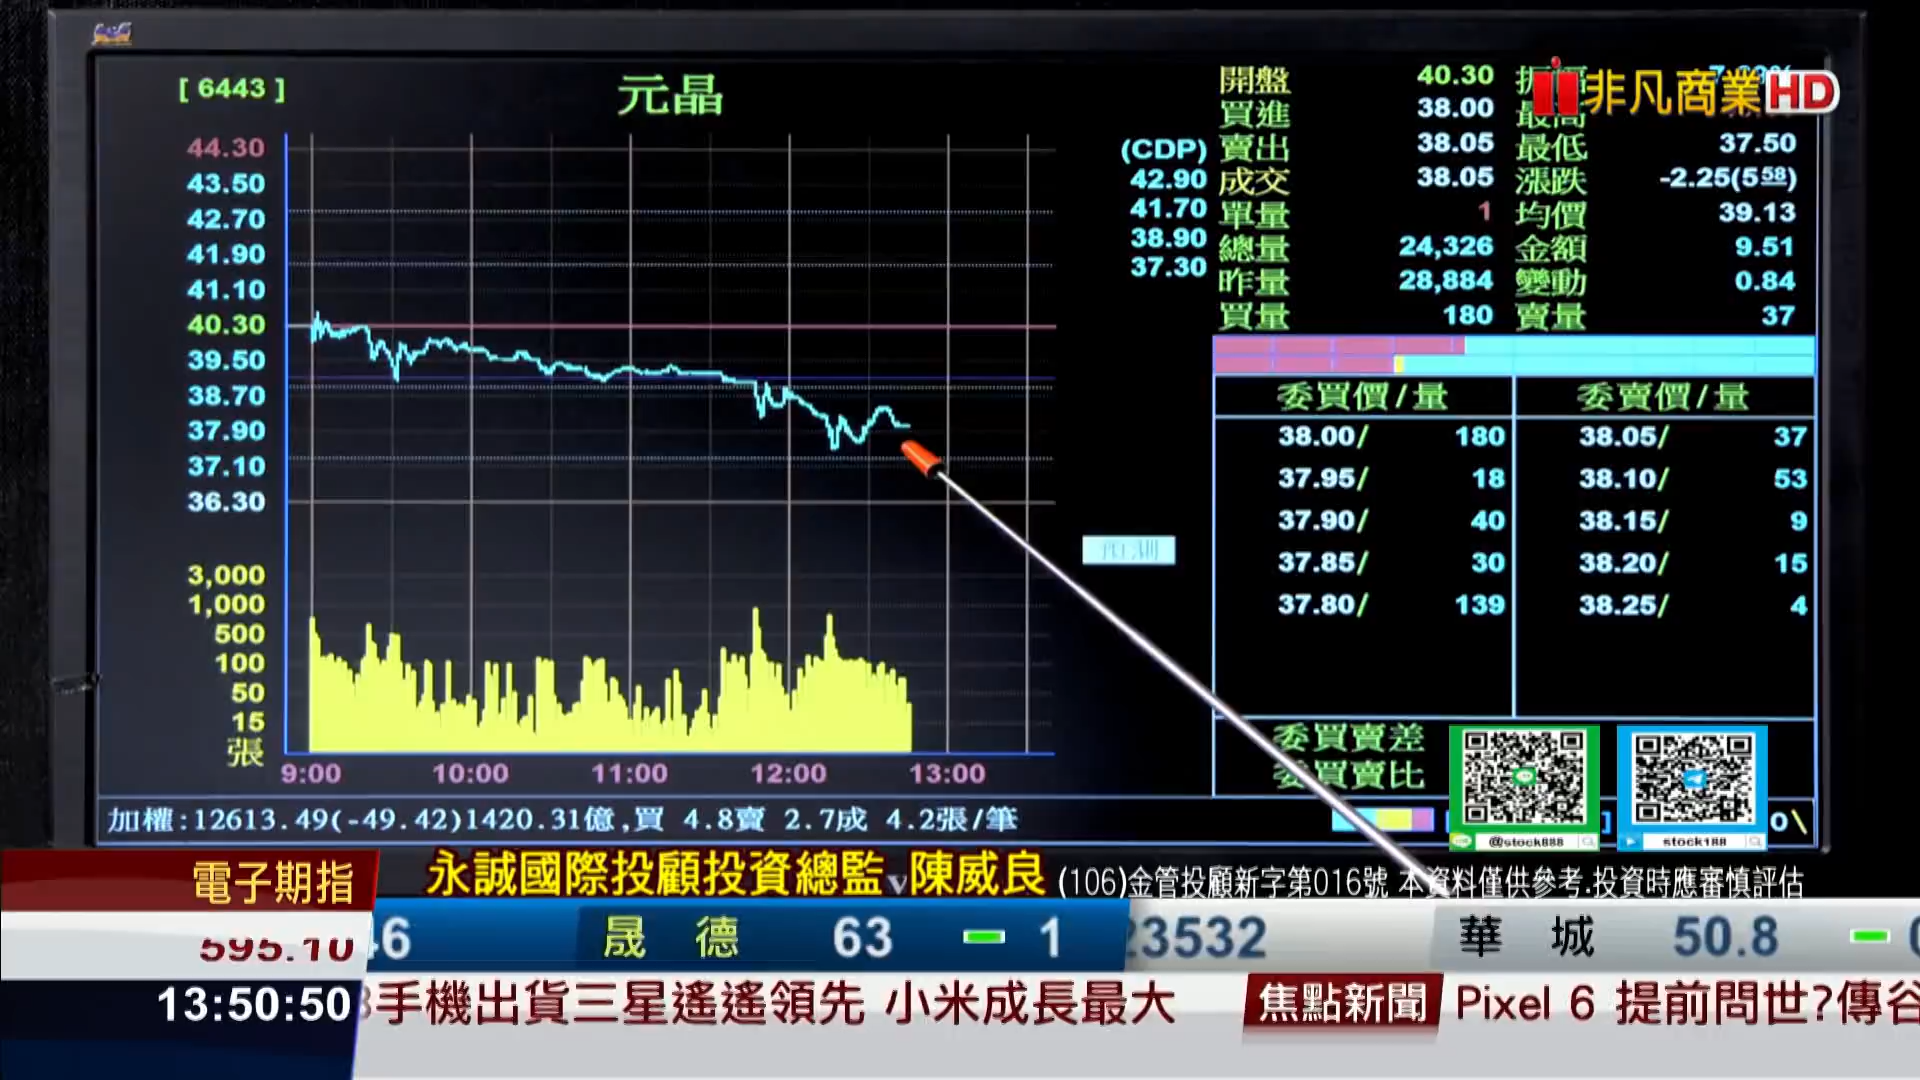 [ 6443 ]
元晶
44.30
43.50
42.70
41.90
41.10
40.30
39.50
38.70
37.90
37.10
36.30
3,000
1,000
500
100
50
15
張
9:00 10:00 11:00 12:00 13:00
(CDP)
42.90
41.70
38.90
37.30
開盤 40.30
買進 38.00
賣出 38.05 最低 37.50
成交 38.05 漲跌 -2.25(558)
單量 1 均價 39.13
總量 24,326 金額 9.51
昨量 28,884 變動 0.84
買量 180 賣量 37
非凡商業HD
委買價/量 委賣價/量
38.00/ 180 38.05/ 37
37.95/ 18 38.10/ 53
37.90/ 40 38.15/ 9
37.85/ 30 38.20/ 15
37.80/ 139 38.25/ 4
委買賣差
委買賣比
@stock888
stock188
加權:12613.49(-49.42)1420.31億,買 4.8賣 2.7成 4.2張/筆
電子期指
永誠國際投顧投資總監 陳威良
(106)金管投顧新字第016號 本資料僅供參考.投資時應審慎評估
595.10
晟 德 63 1
23532
華 城 50.8
13:50:50
手機出貨三星遙遙領先 小米成長最大
焦點新聞 Pixel 6 提前問世?傳谷